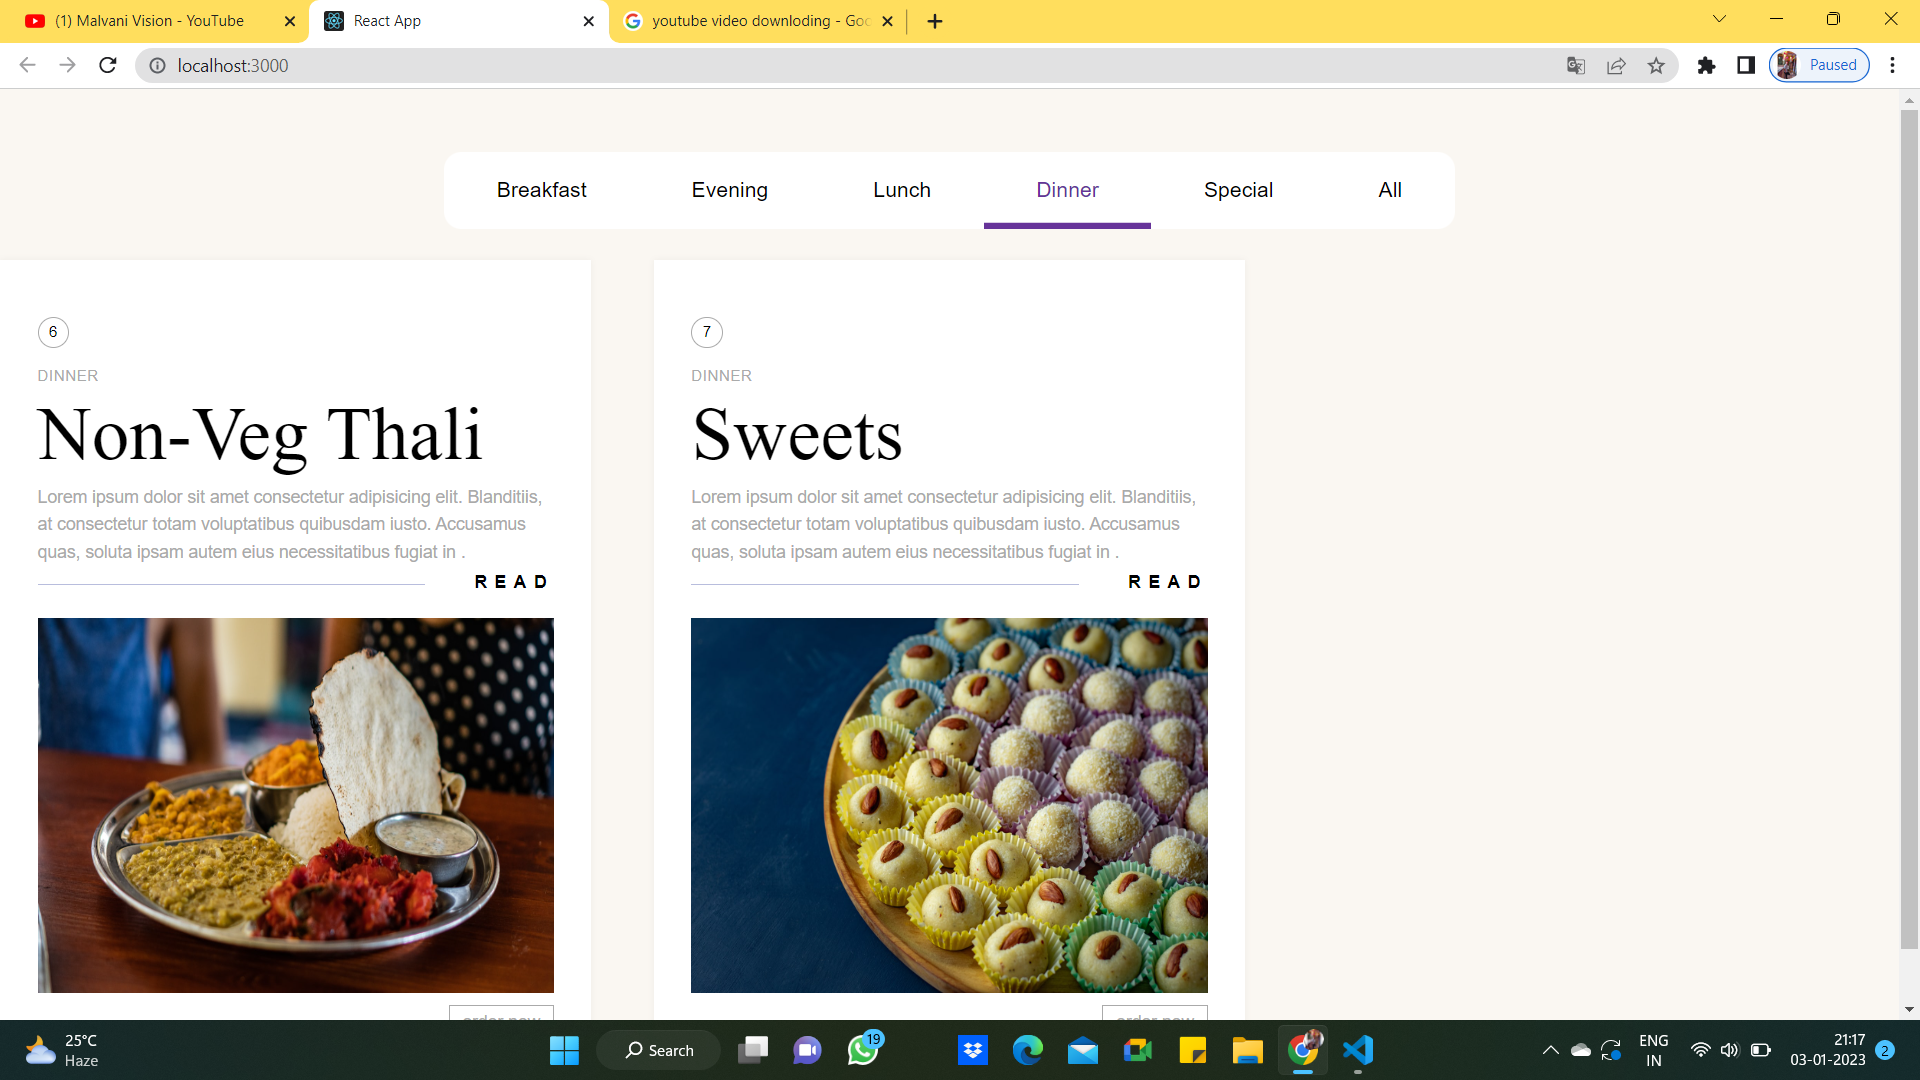 (1) Malvani Vision - YouTube
React App
youtube video downloding - Goo
localhost:3000
Paused
Breakfast Evening Lunch Dinner Special All
6
DINNER
Non-Veg Thali
Lorem ipsum dolor sit amet consectetur adipisicing elit. Blanditiis,
at consectetur totam voluptatibus quibusdam iusto. Accusamus
quas, soluta ipsam autem eius necessitatibus fugiat in .
READ
order now
7
DINNER
Sweets
Lorem ipsum dolor sit amet consectetur adipisicing elit. Blanditiis,
at consectetur totam voluptatibus quibusdam iusto. Accusamus
quas, soluta ipsam autem eius necessitatibus fugiat in .
READ
order now
25°C
Haze
Search
19
ENG
IN
21:17
03-01-2023
2